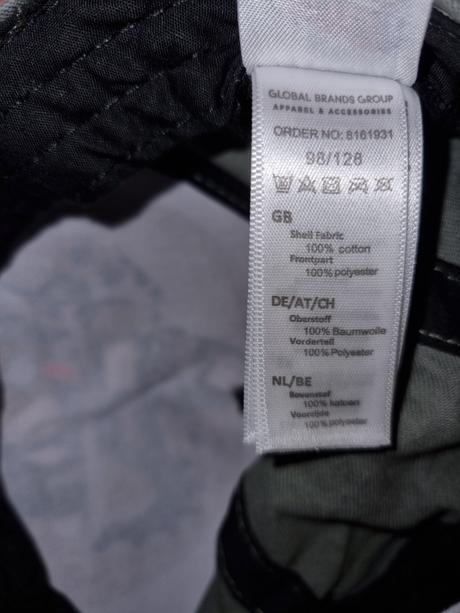 GLOBAL BRANDS GROUP
APPAREL & ACCESSORIES
ORDER NO: 8161931
98/128
GB
Shell Fabric
100% cotton
Frontpart
100% polyester
DE/AT/CH
Oberstoff
100% Baumwolle
Vorderteil
100% Polyester
NL/BE
Bovenstof
100% katoen
Voorzijde
100% polyester